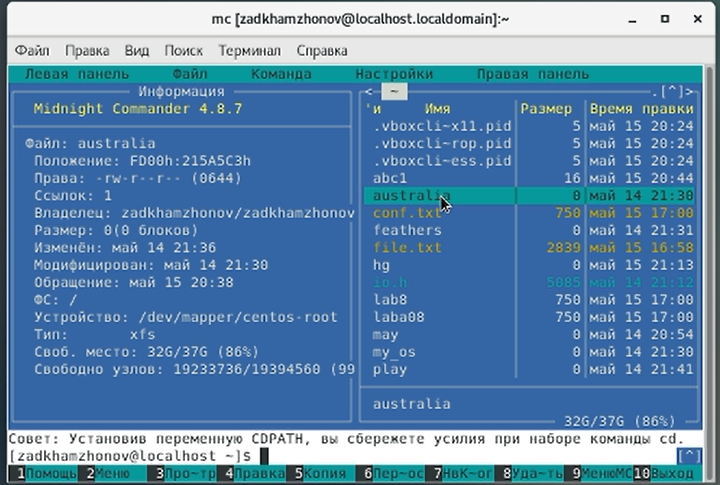 mc [zadkhamzhonov@localhost.localdomain]:~
Файл Правка Вид Поиск Терминал Справка
Левая панель Файл Команда Настройки Правая панель
Информация
Midnight Commander 4.8.7
Файл: australia
Положение: FD00h:215A5C3h
Права: -rw-r--r-- (0644)
Ссылок: 1
Владелец: zadkhamzhonov/zadkhamzhonov
Размер: 0(0 блоков)
Изменён: май 14 21:36
Модифицирован: май 14 21:30
Обращение: май 15 20:38
ФС: /
Устройство: /dev/mapper/centos-root
Тип: xfs
Своб. место: 32G/37G (86%)
Свободно узлов: 19233736/19394560 (99
<- ~ .[^]>
'и Имя Размер Время правки
.vboxcli~x11.pid 5 май 15 20:24
.vboxcli~rop.pid 5 май 15 20:24
.vboxcli~ess.pid 5 май 15 20:24
abc1 16 май 15 20:44
australia 0 май 14 21:30
conf.txt 750 май 15 17:00
feathers 0 май 14 21:31
file.txt 2839 май 15 16:58
hg 0 май 15 21:13
io.h 5085 май 14 21:12
lab8 750 май 15 17:00
laba08 750 май 15 17:00
may 0 май 14 20:54
my_os 0 май 14 21:30
play 0 май 14 21:41
australia
32G/37G (86%)
Совет: Установив переменную CDPATH, вы сбережете усилия при наборе команды cd.
[zadkhamzhonov@localhost ~]$ [^]
1Помощь 2Меню 3Про~тр 4Правка 5Копия 6Пер~ос 7НвК~ог 8Уда~ть 9МенюMC 10Выход